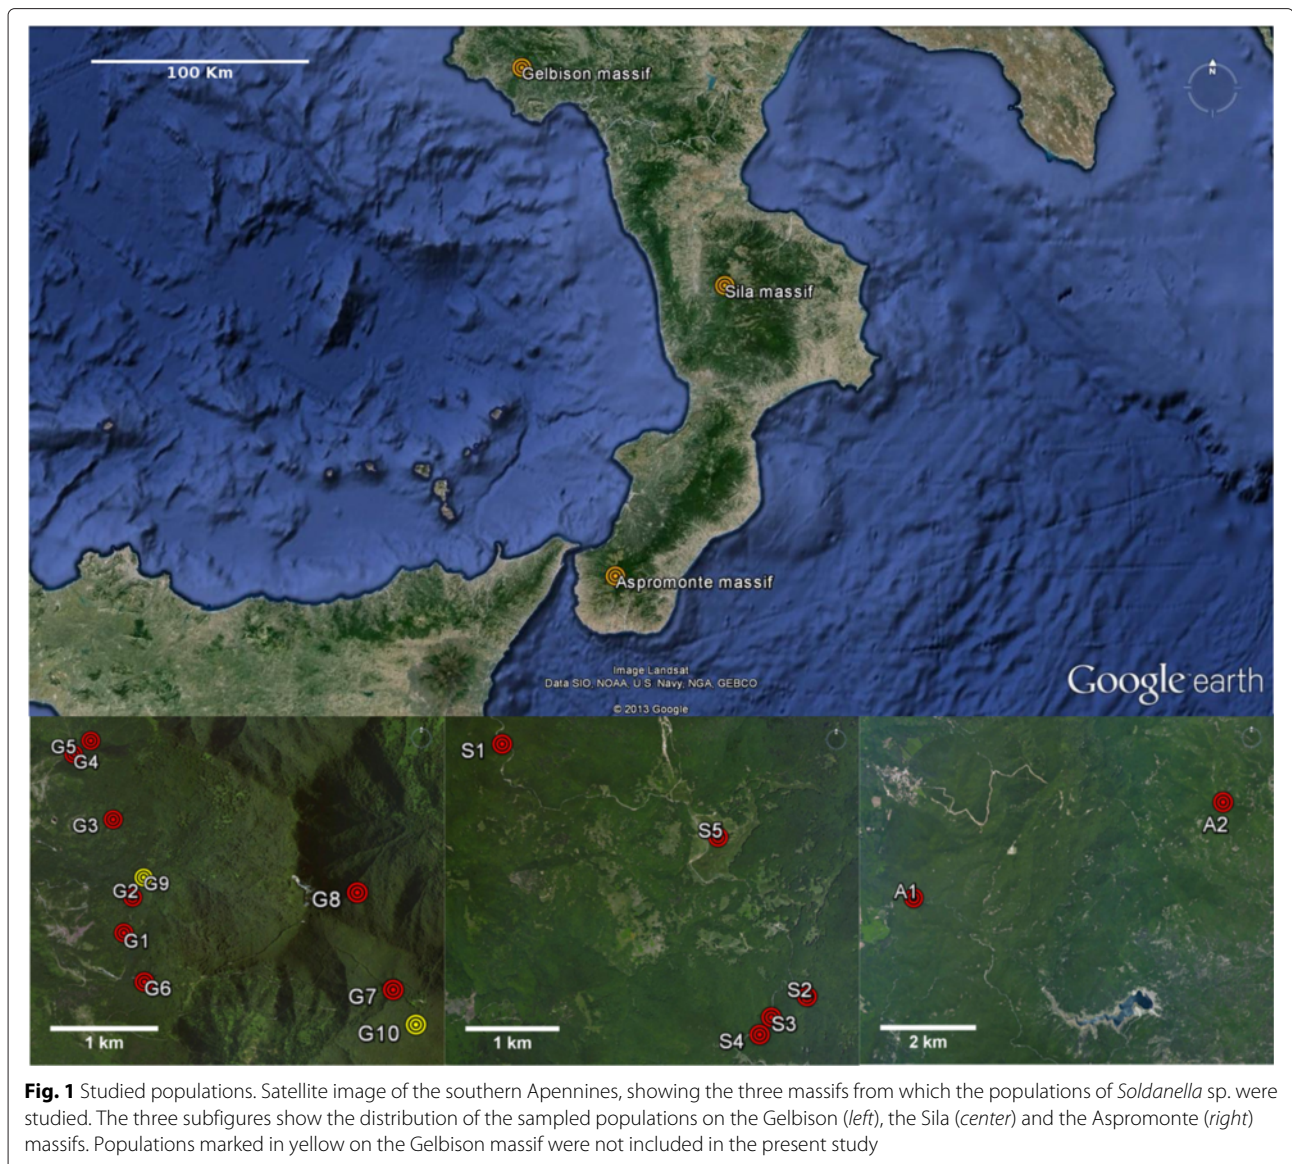 100 Km
N
Gelbison massif
Sila massif
Aspromonte massif
Image Landsat
Data SIO, NOAA, U.S. Navy, NGA, GEBCO
© 2013 Google
Google earth
G5
G4
G3
G9
G2
G1
G6
G8
G7
G10
1 km
S1
S5
S2
S3
S4
1 km
A2
A1
2 km
Fig. 1 Studied populations. Satellite image of the southern Apennines, showing the three massifs from which the populations of Soldanella sp. were
studied. The three subfigures show the distribution of the sampled populations on the Gelbison (left), the Sila (center) and the Aspromonte (right)
massifs. Populations marked in yellow on the Gelbison massif were not included in the present study